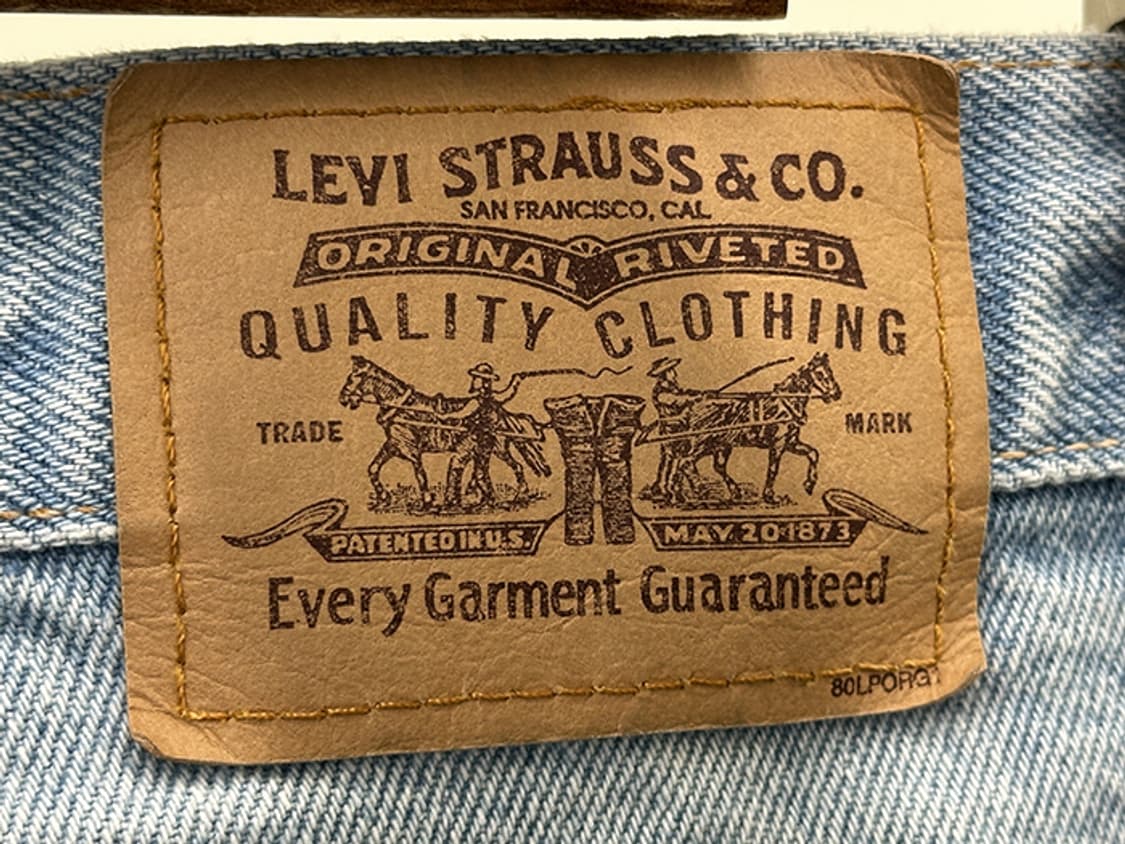 LEVI STRAUSS & CO.
SAN FRANCISCO, CAL
ORIGINAL RIVETED
QUALITY CLOTHING
TRADE MARK
PATENTED IN U.S. MAY 20 1873
Every Garment Guaranteed